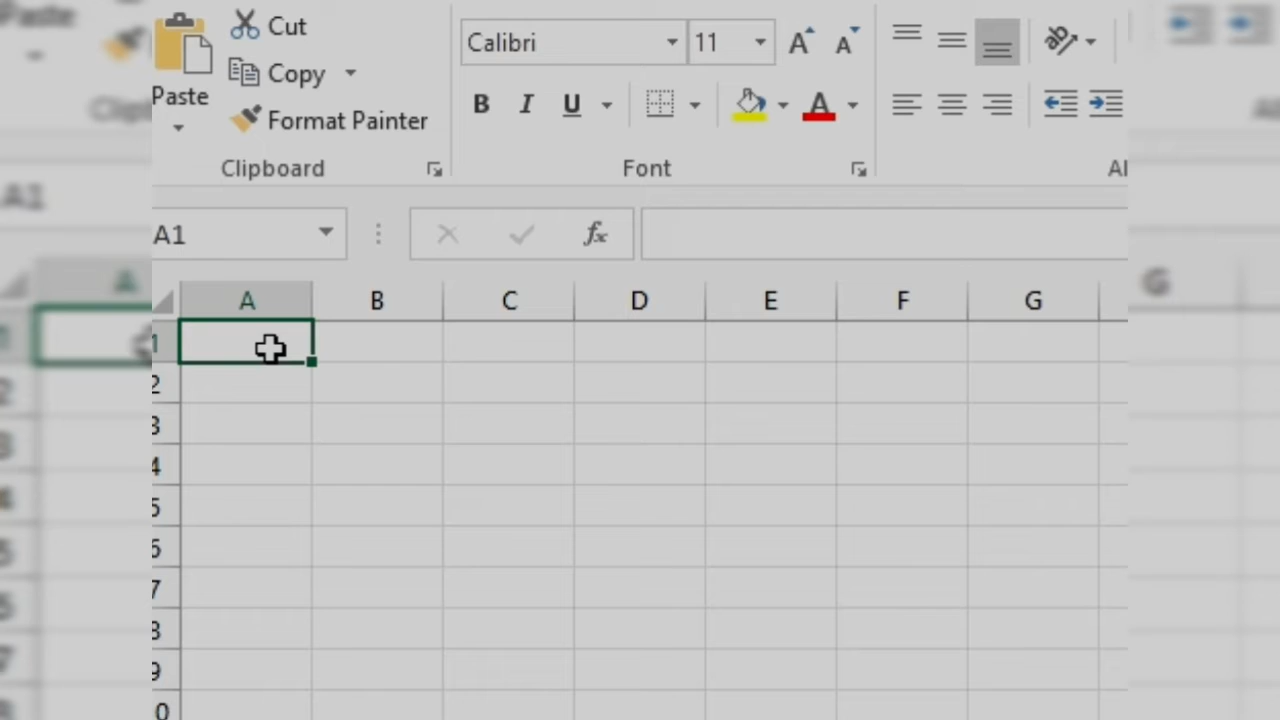 Cut
Calibri 11 A A
Copy
Paste
B I U A
Format Painter
Clipboard Font Al
A1 fx
A B C D E F G
1
2
3
4
5
6
7
8
9
0